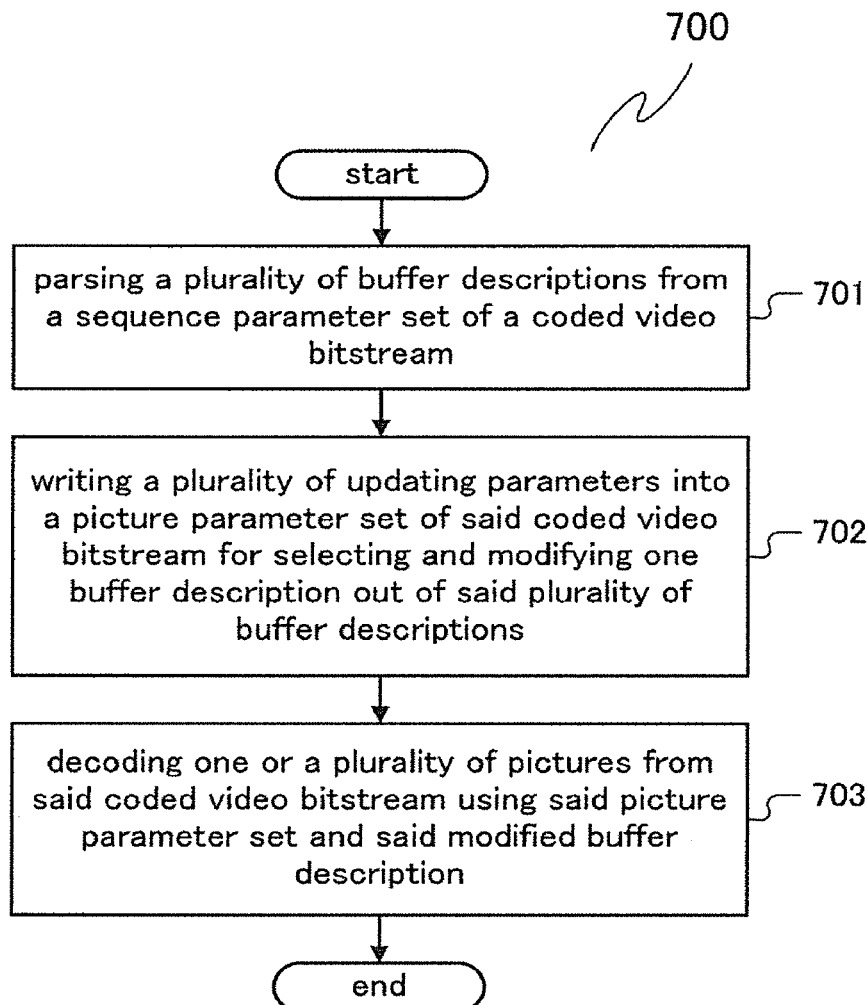 700
start
parsing a plurality of buffer descriptions from
a sequence parameter set of a coded video
bitstream
701
writing a plurality of updating parameters into
a picture parameter set of said coded video
bitstream for selecting and modifying one
buffer description out of said plurality of
buffer descriptions
702
decoding one or a plurality of pictures from
said coded video bitstream using said picture
parameter set and said modified buffer
description
703
end